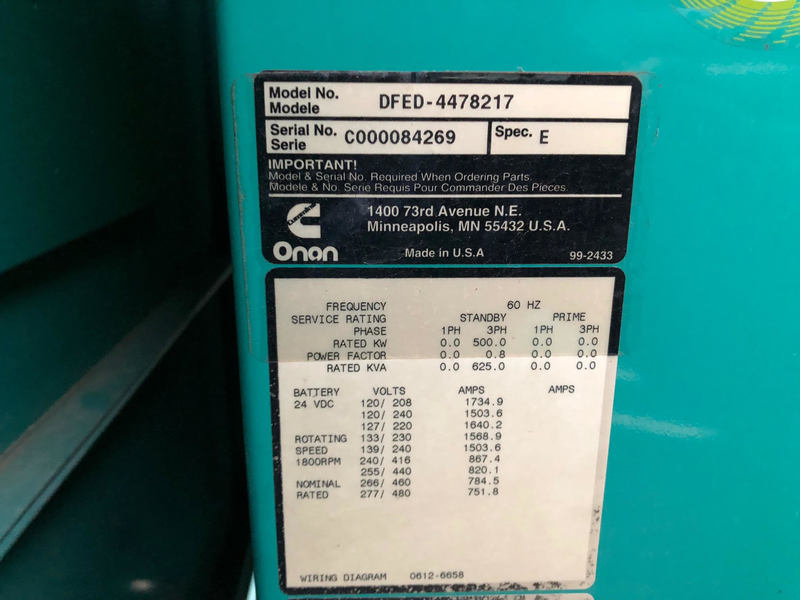 Model No.
Modele
DFED-4478217
Serial No.
Serie
C000084269
Spec. E
IMPORTANT!
Model & Serial No. Required When Ordering Parts.
Modele & No. Serie Requis Pour Commander Des Pieces.
1400 73rd Avenue N.E.
Minneapolis, MN 55432 U.S.A.
Onan
Made in U.S.A
99-2433
FREQUENCY 60 HZ
SERVICE RATING STANDBY PRIME
PHASE 1PH 3PH 1PH 3PH
RATED KW 0.0 500.0 0.0 0.0
POWER FACTOR 0.0 0.8 0.0 0.0
RATED KVA 0.0 625.0 0.0 0.0
BATTERY VOLTS AMPS AMPS
24 VDC 120/ 208 1734.9
120/ 240 1503.6
127/ 220 1640.2
ROTATING 133/ 230 1568.9
SPEED 139/ 240 1503.6
1800RPM 240/ 416 867.4
255/ 440 820.1
NOMINAL 266/ 460 784.5
RATED 277/ 480 751.8
WIRING DIAGRAM 0612-6658